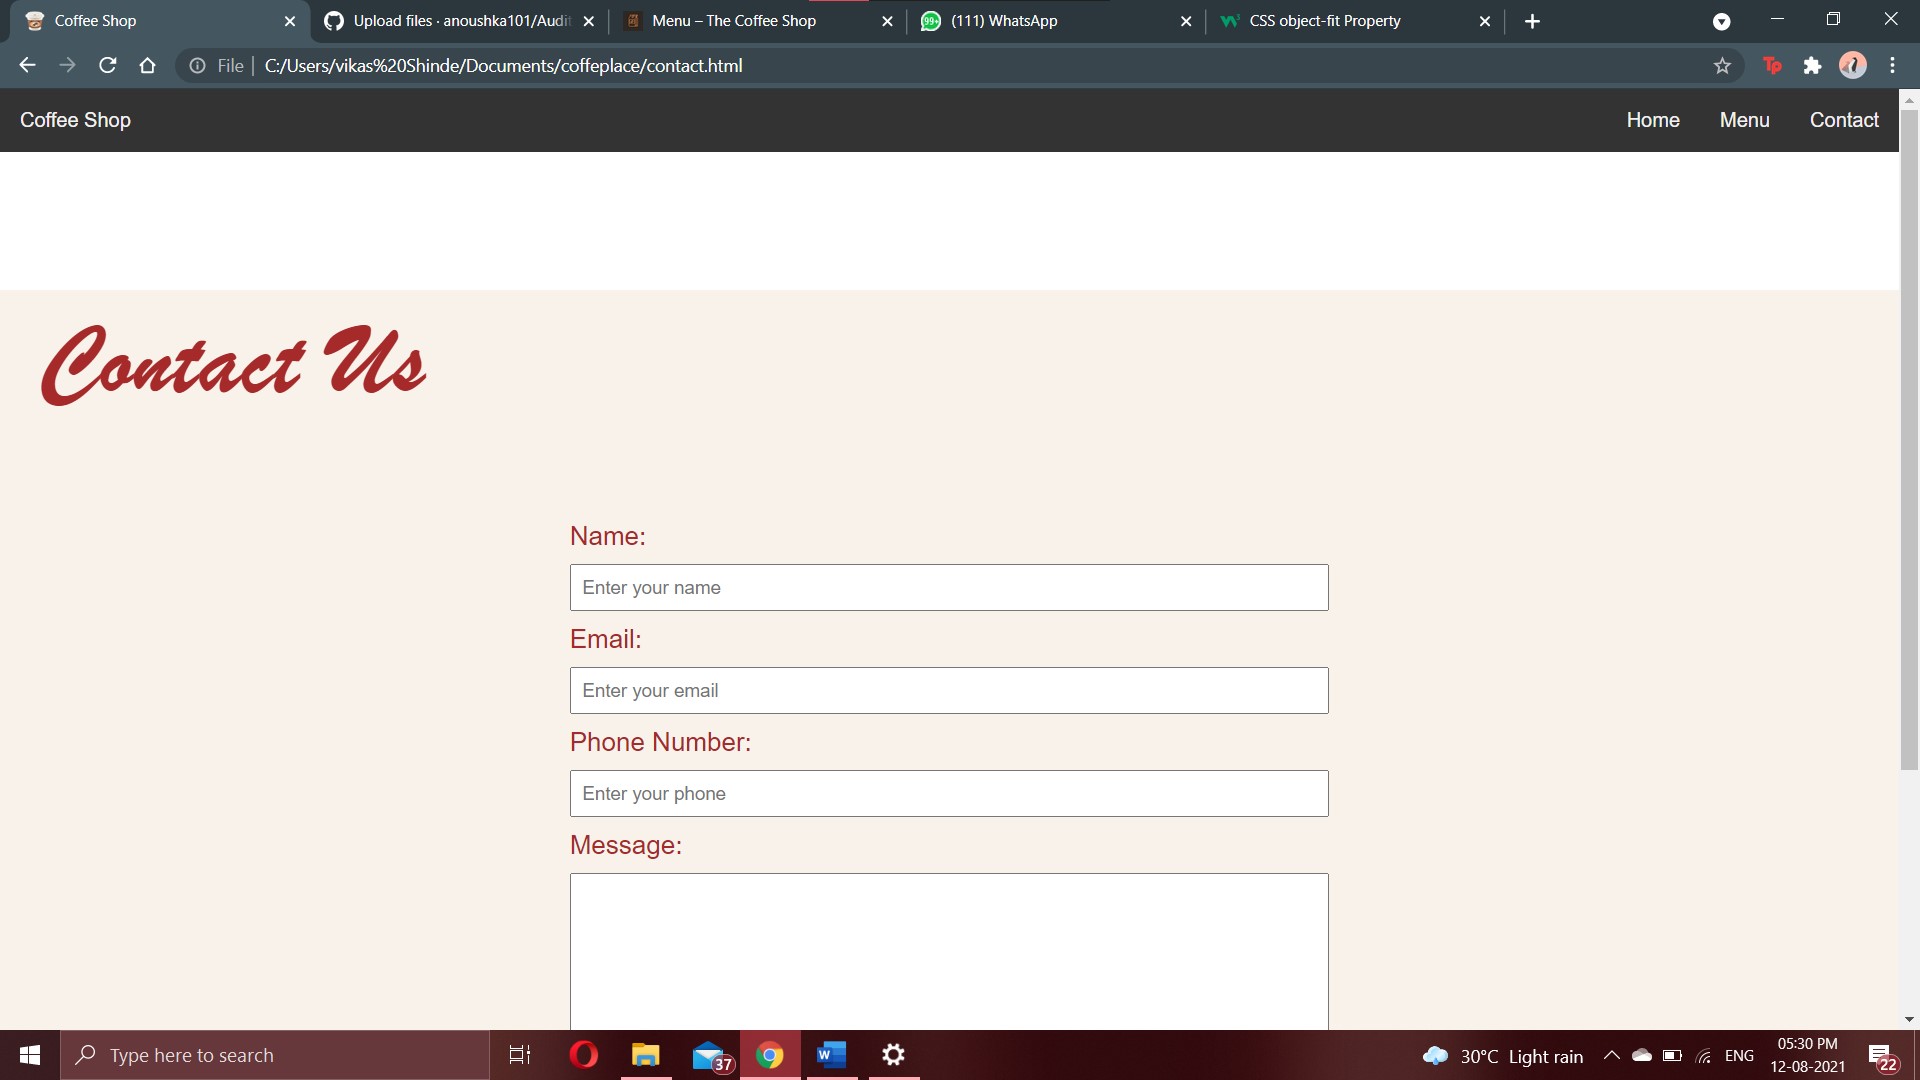 Coffee Shop
Upload files · anoushka101/Audit
Menu – The Coffee Shop
99+
(111) WhatsApp
CSS object-fit Property
File
C:/Users/vikas%20Shinde/Documents/coffeplace/contact.html
Tp
Coffee Shop
Home
Menu
Contact
Contact Us
Name:
Enter your name
Email:
Enter your email
Phone Number:
Enter your phone
Message:
Type here to search
37
W
30°C Light rain
ENG
05:30 PM
12-08-2021
22